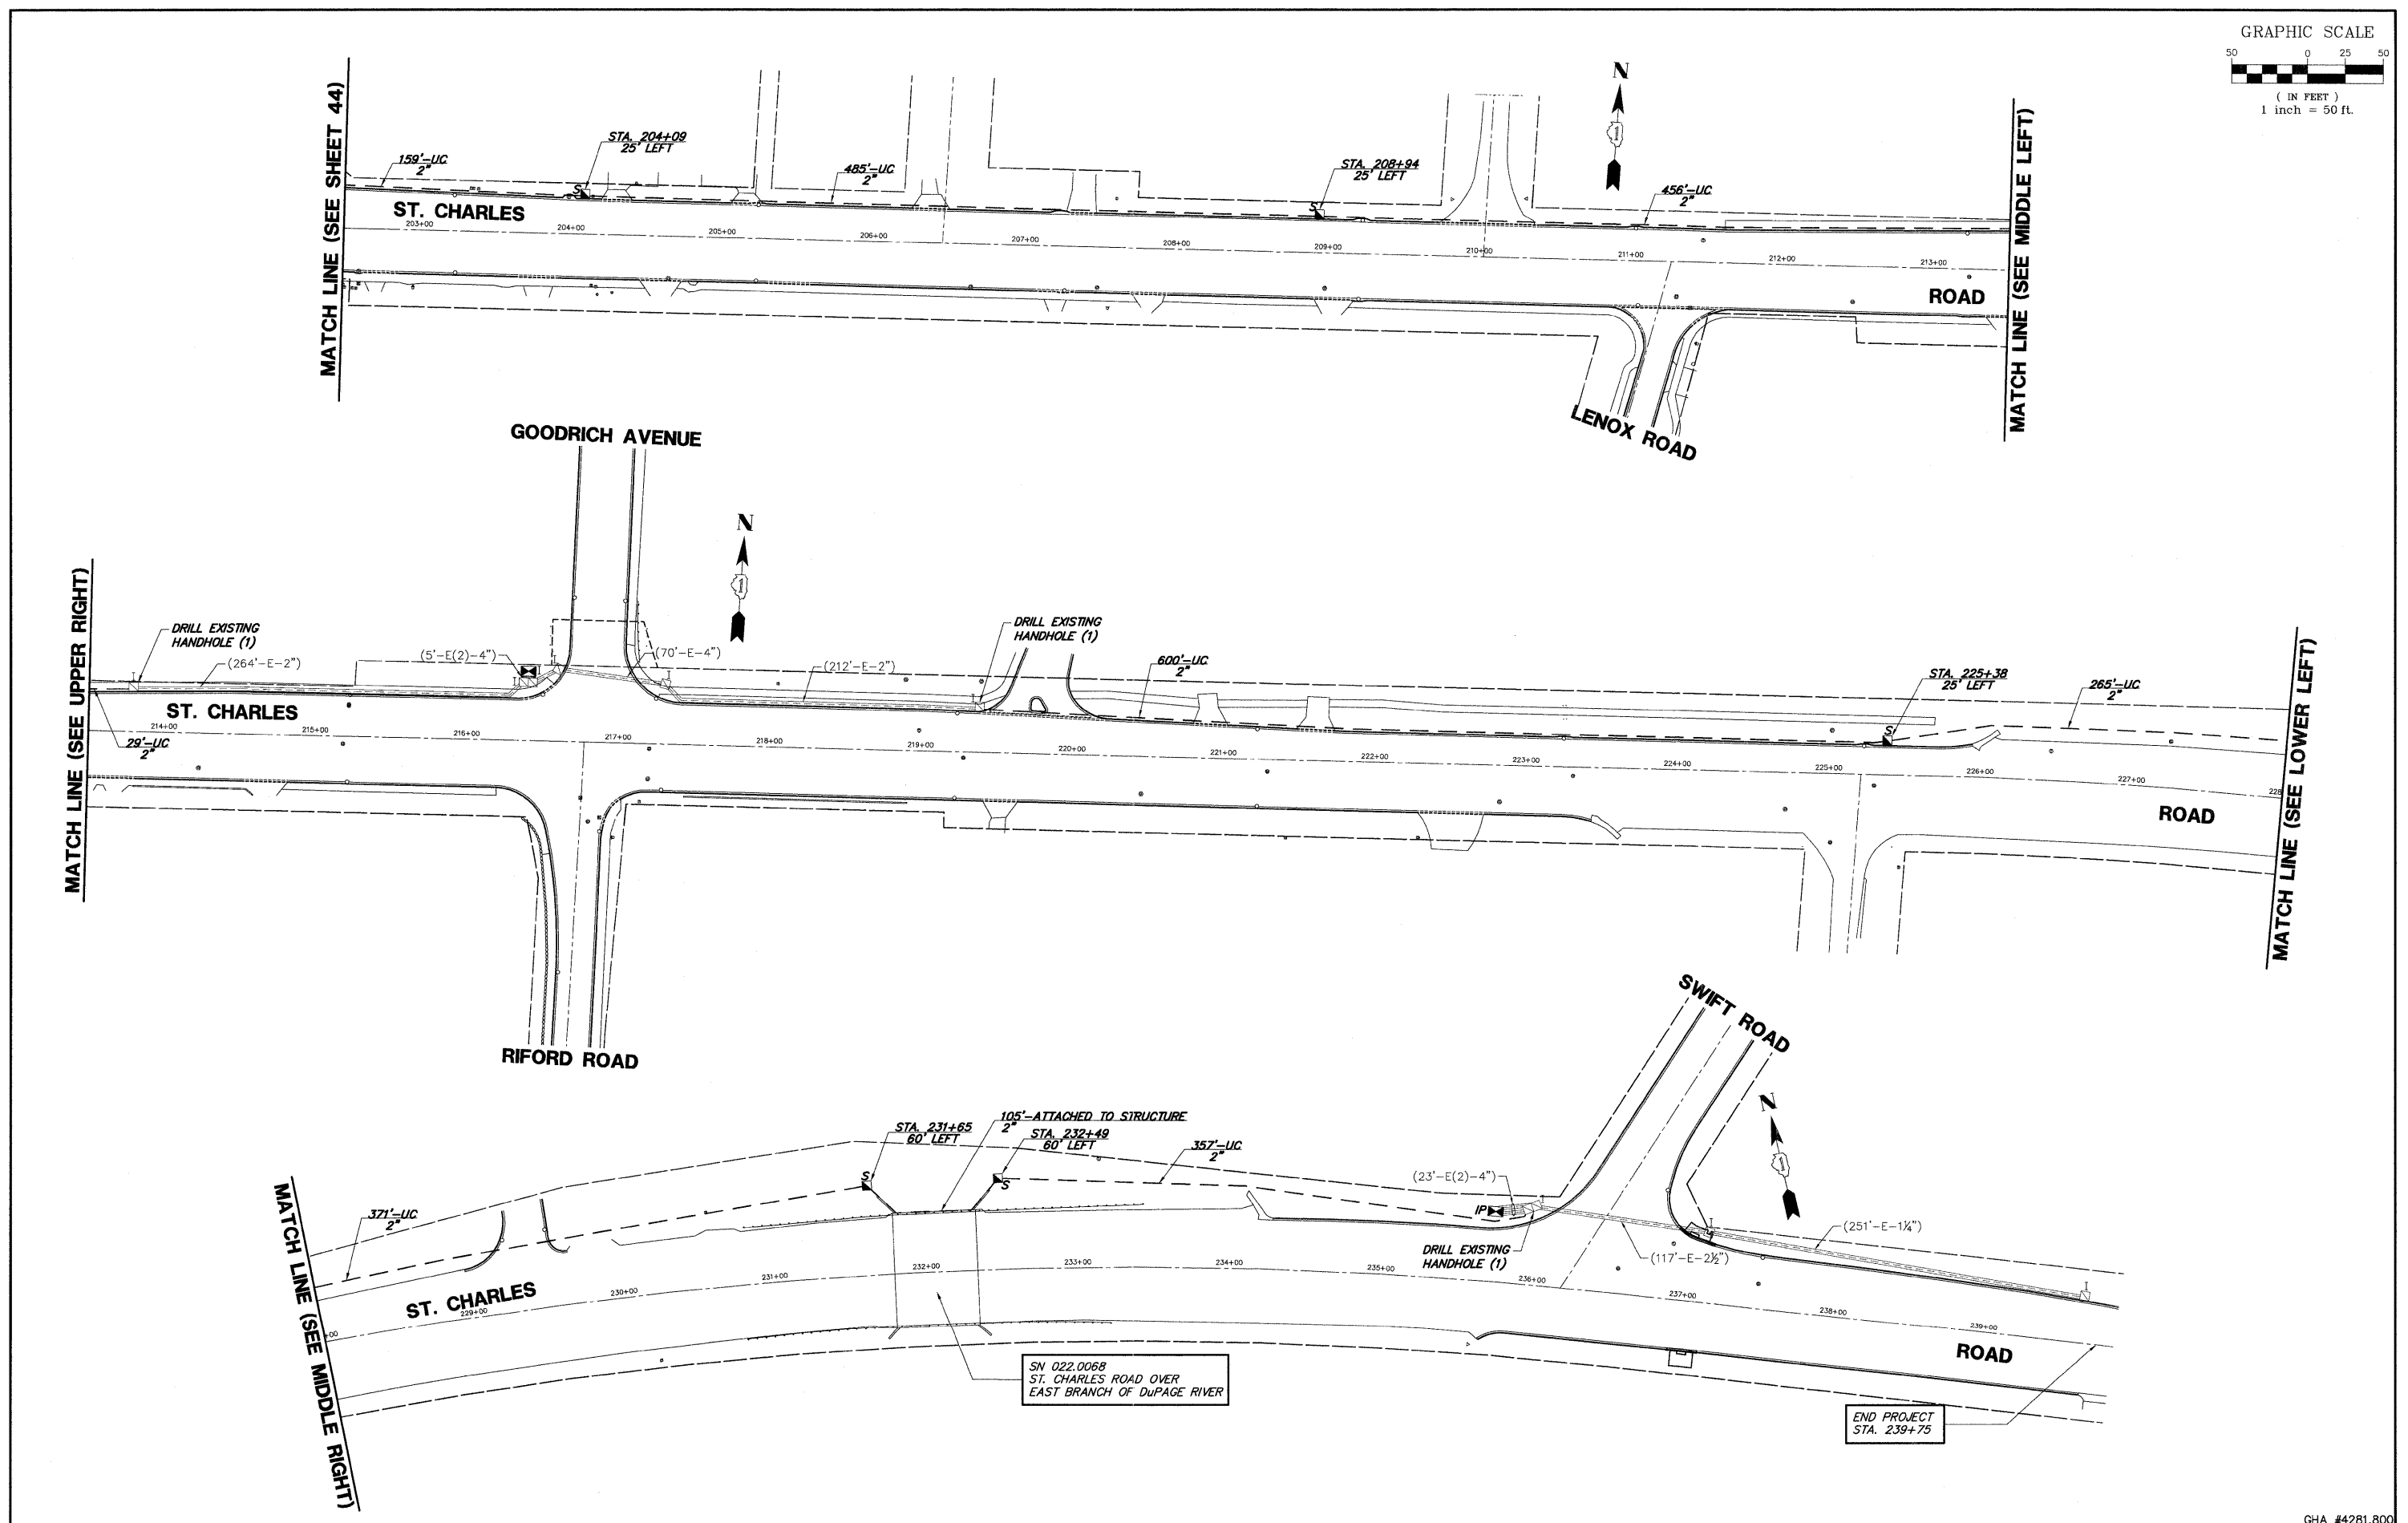 GRAPHIC SCALE
50 0 25 50
( IN FEET )
1 inch = 50 ft.
MATCH LINE (SEE SHEET 44)
159'-UC
2"
STA. 204+09
25' LEFT
S
485'-UC
2"
STA. 208+94
25' LEFT
S
N
456'-UC
2"
ST. CHARLES
203+00
204+00
205+00
206+00
207+00
208+00
209+00
210+00
211+00
212+00
213+00
ROAD
LENOX ROAD
MATCH LINE (SEE MIDDLE LEFT)
MATCH LINE (SEE UPPER RIGHT)
GOODRICH AVENUE
N
DRILL EXISTING
HANDHOLE (1)
(264'-E-2")
(5'-E(2)-4")
(70'-E-4")
(212'-E-2")
DRILL EXISTING
HANDHOLE (1)
600'-UC
2"
STA. 225+38
25' LEFT
S
265'-UC
2"
ST. CHARLES
29'-UC
2"
214+00
215+00
216+00
217+00
218+00
219+00
220+00
221+00
222+00
223+00
224+00
225+00
226+00
227+00
228
ROAD
RIFORD ROAD
MATCH LINE (SEE LOWER LEFT)
MATCH LINE (SEE MIDDLE RIGHT)
371'-UC
2"
STA. 231+65
60' LEFT
S
105'-ATTACHED TO STRUCTURE
2"
STA. 232+49
60' LEFT
S
357'-UC
2"
SWIFT ROAD
N
(23'-E(2)-4")
IP
DRILL EXISTING
HANDHOLE (1)
(117'-E-2½")
(251'-E-1¼")
ST. CHARLES
+00
229+00
230+00
231+00
232+00
233+00
234+00
235+00
236+00
237+00
238+00
239+00
ROAD
SN 022.0068
ST. CHARLES ROAD OVER
EAST BRANCH OF DuPAGE RIVER
END PROJECT
STA. 239+75
GHA #4281.800